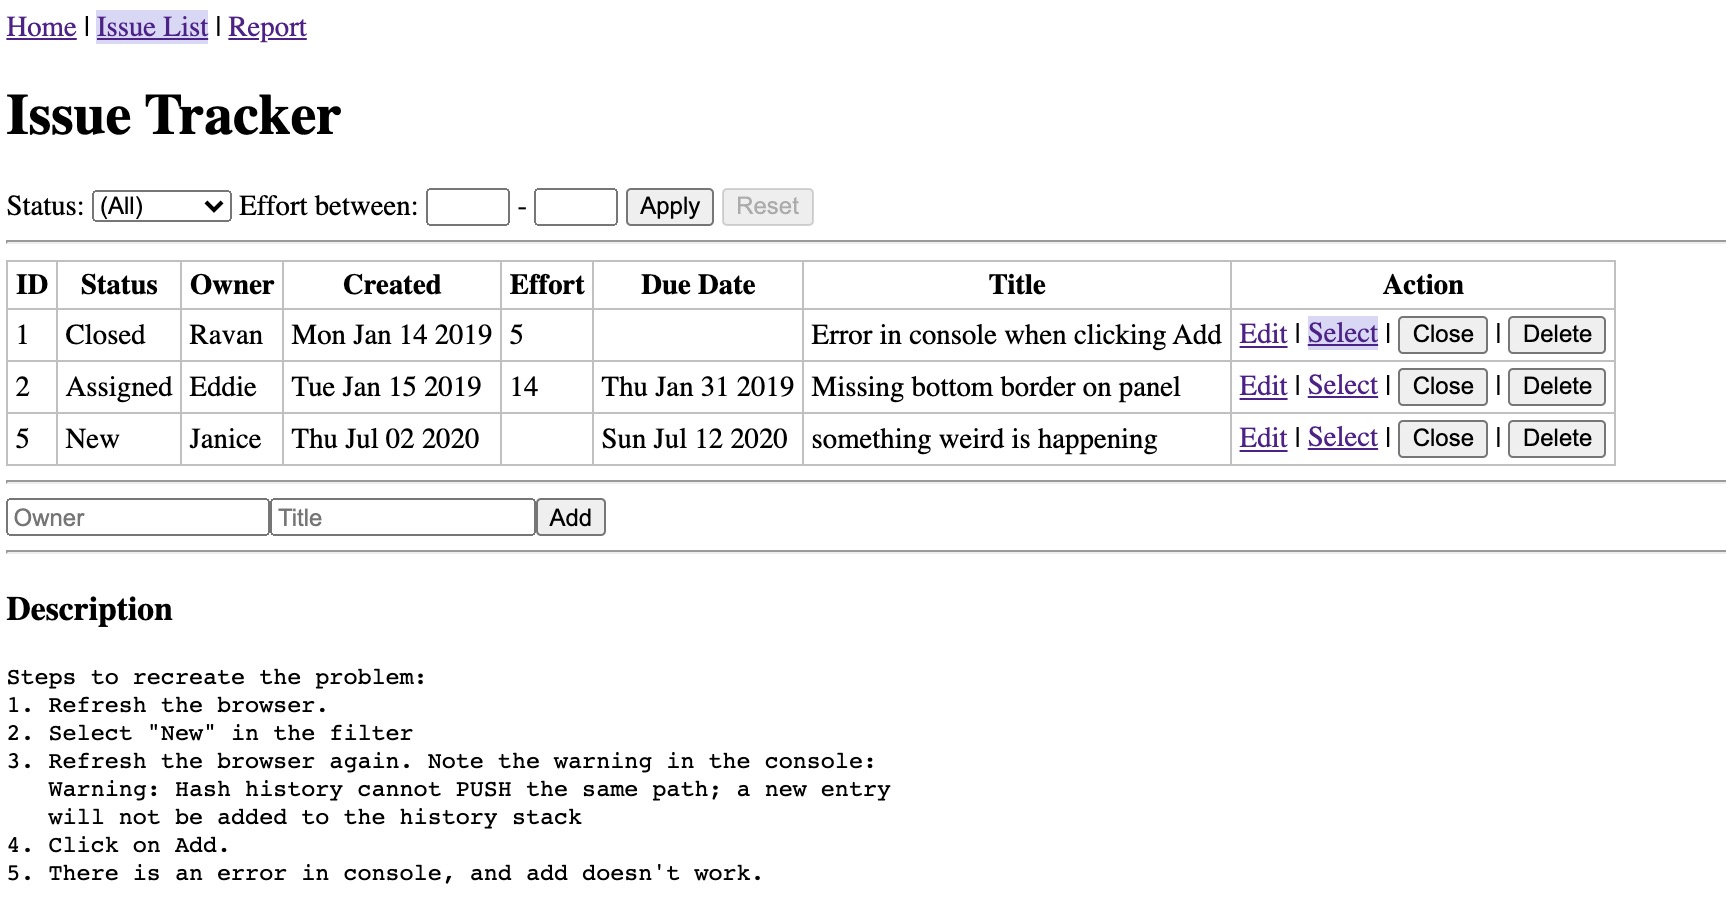 Home | Issue List | Report
Issue Tracker
Status: (All) Effort between: - Apply Reset
ID Status Owner Created Effort Due Date Title Action
1 Closed Ravan Mon Jan 14 2019 5 Error in console when clicking Add Edit | Select | Close | Delete
2 Assigned Eddie Tue Jan 15 2019 14 Thu Jan 31 2019 Missing bottom border on panel Edit | Select | Close | Delete
5 New Janice Thu Jul 02 2020 Sun Jul 12 2020 something weird is happening Edit | Select | Close | Delete
Owner Title Add
Description
Steps to recreate the problem:
1. Refresh the browser.
2. Select "New" in the filter
3. Refresh the browser again. Note the warning in the console:
Warning: Hash history cannot PUSH the same path; a new entry
will not be added to the history stack
4. Click on Add.
5. There is an error in console, and add doesn't work.